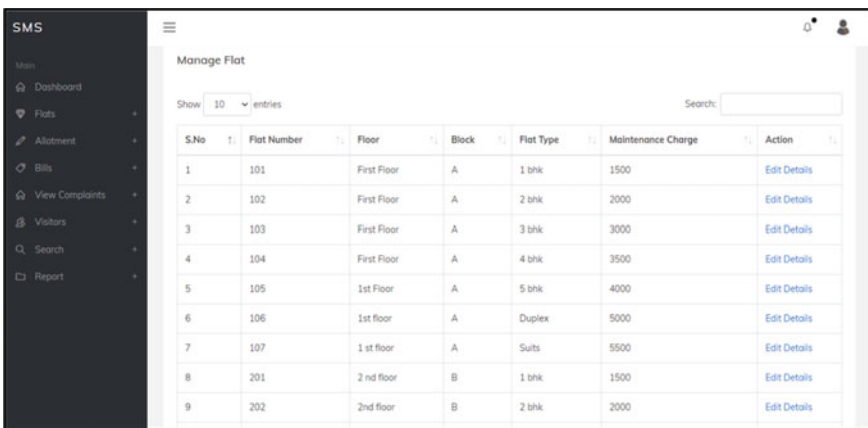 SMS
Manage Flat
Main
Dashboard
Flats +
Allotment +
Bills +
View Complaints +
Visitors +
Search +
Report +
Show 10 entries Search:
S.No Flat Number Floor Block Flat Type Maintenance Charge Action
1 101 First Floor A 1 bhk 1500 Edit Details
2 102 First Floor A 2 bhk 2000 Edit Details
3 103 First Floor A 3 bhk 3000 Edit Details
4 104 First Floor A 4 bhk 3500 Edit Details
5 105 1st Floor A 5 bhk 4000 Edit Details
6 106 1st floor A Duplex 5000 Edit Details
7 107 1 st floor A Suits 5500 Edit Details
8 201 2 nd floor B 1 bhk 1500 Edit Details
9 202 2nd floor B 2 bhk 2000 Edit Details